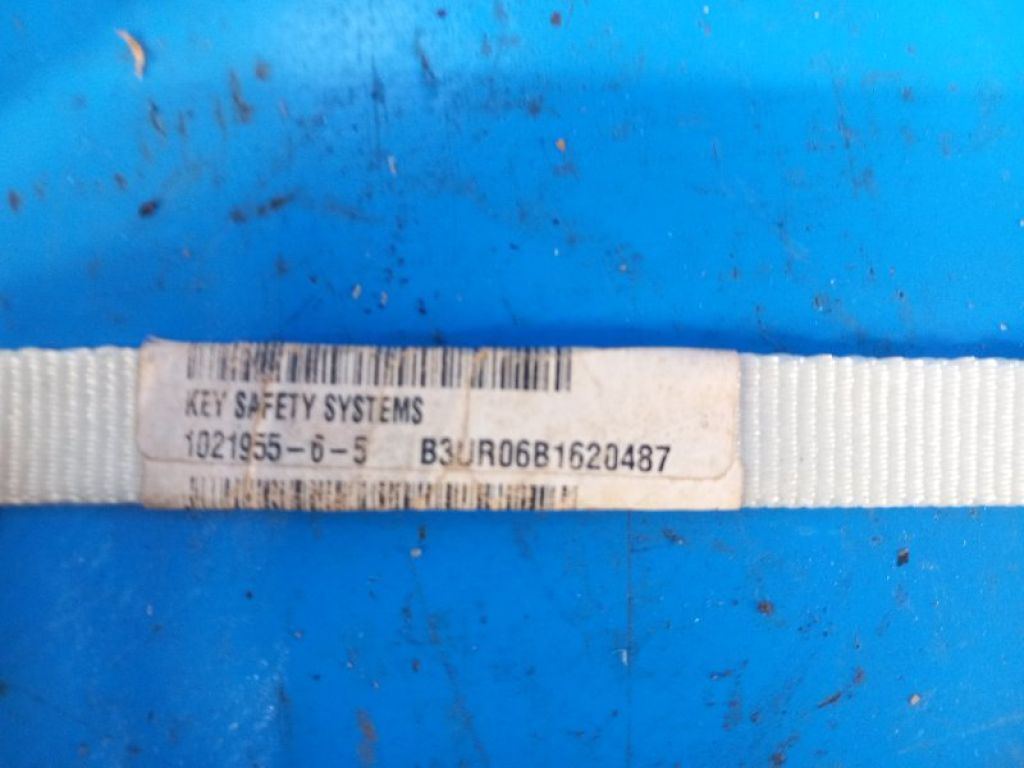 KEY SAFETY SYSTEMS
1021955-6-5 B3UR06B1620487